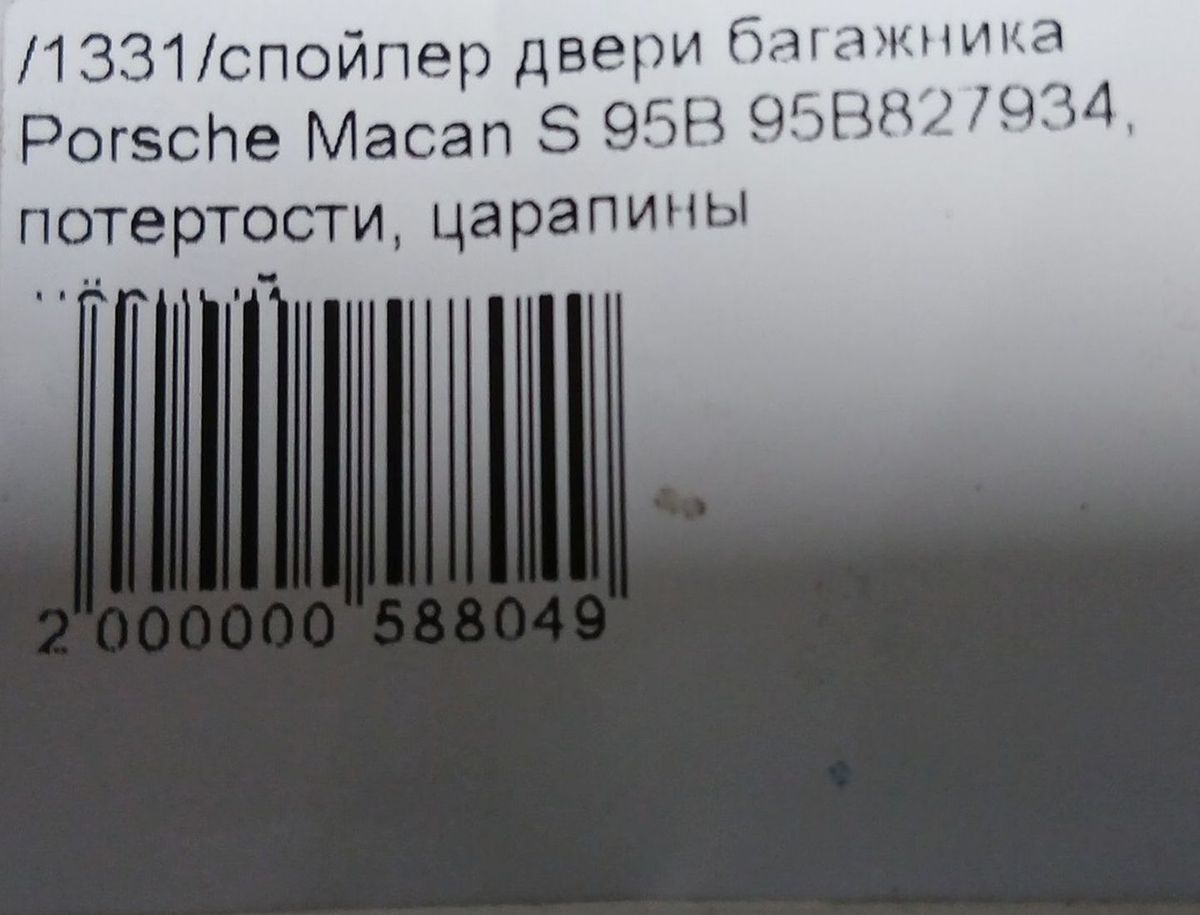 /1331/спойлер двери багажника
Porsche Macan S 95B 95B827934,
потертости, царапины
2 000000 588049